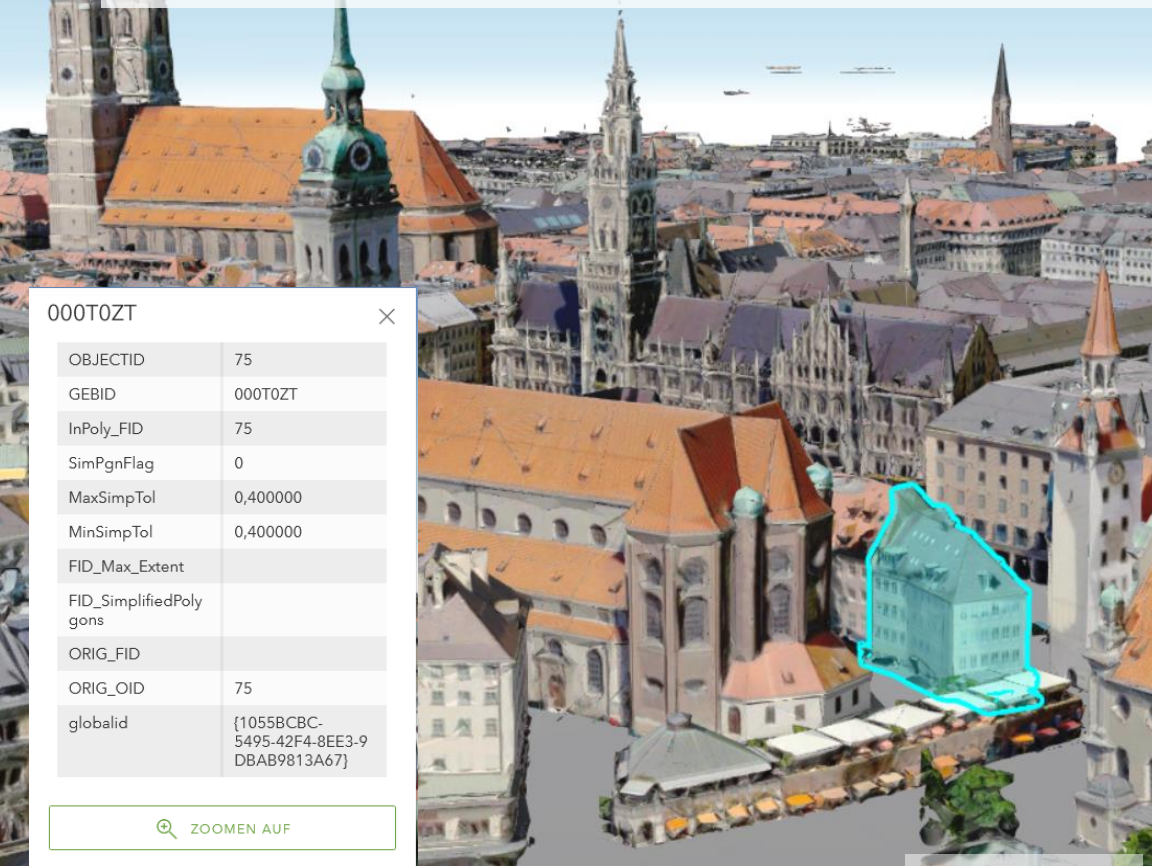 000T0ZT
OBJECTID 75
GEBID 000T0ZT
InPoly_FID 75
SimPgnFlag 0
MaxSimpTol 0,400000
MinSimpTol 0,400000
FID_Max_Extent
FID_SimplifiedPoly
gons
ORIG_FID
ORIG_OID 75
globalid {1055BCBC-
5495-42F4-8EE3-9
DBAB9813A67}
ZOOMEN AUF